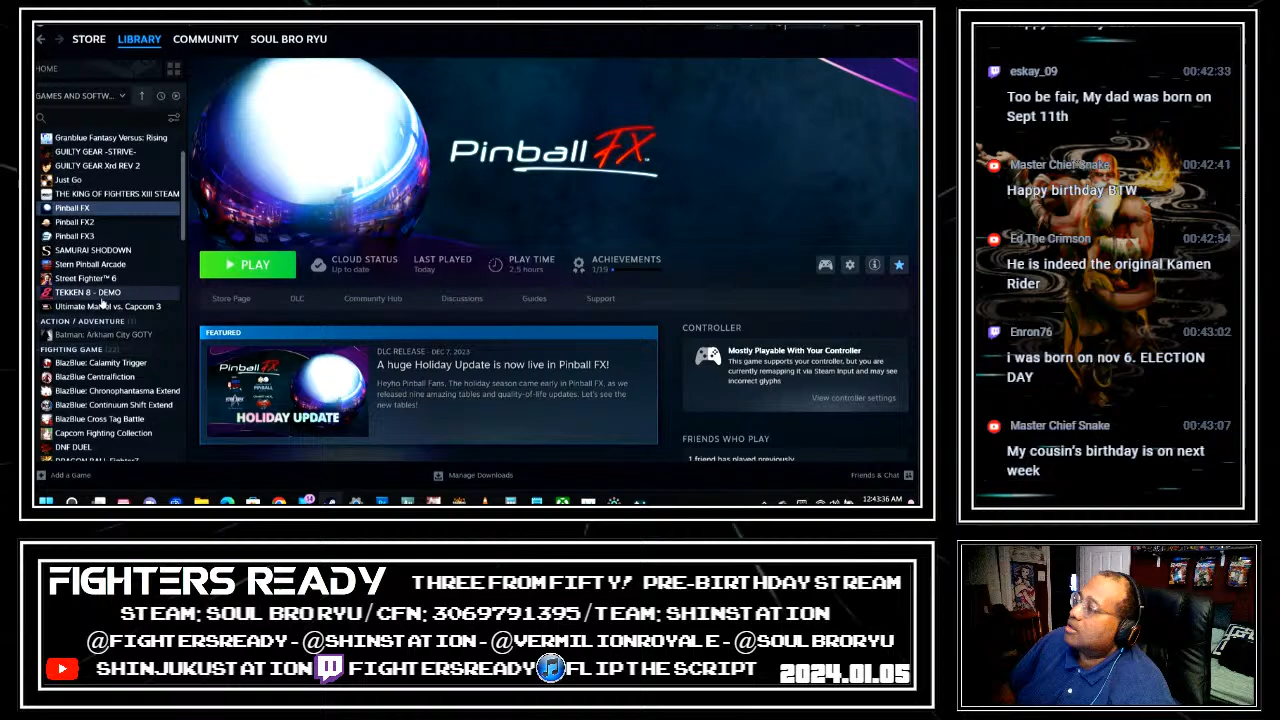 STORE LIBRARY COMMUNITY SOUL BRO RYU
HOME
GAMES AND SOFTW...
Granblue Fantasy Versus: Rising
GUILTY GEAR -STRIVE-
GUILTY GEAR Xrd REV 2
Just Go
THE KING OF FIGHTERS XIII STEAM
Pinball FX
Pinball FX2
Pinball FX3
SAMURAI SHODOWN
Stern Pinball Arcade
Street Fighter™ 6
TEKKEN 8 - DEMO
Ultimate Marvel vs. Capcom 3
ACTION / ADVENTURE (1)
Batman: Arkham City GOTY
FIGHTING GAME (22)
BlazBlue: Calamity Trigger
BlazBlue Centralfiction
BlazBlue: Chronophantasma Extend
BlazBlue: Continuum Shift Extend
BlazBlue Cross Tag Battle
Capcom Fighting Collection
DNF DUEL
DRAGON BALL FighterZ
Add a Game
Pinball FX™
PLAY
CLOUD STATUS
Up to date
LAST PLAYED
Today
PLAY TIME
2.5 hours
ACHIEVEMENTS
1/19
Store Page DLC Community Hub Discussions Guides Support
FEATURED
Pinball FX
HOLIDAY UPDATE
DLC RELEASE - DEC 7, 2023
A huge Holiday Update is now live in Pinball FX!
Heyho Pinball Fans, The holiday season came early in Pinball FX, as we
released nine amazing tables and quality-of-life updates. Let's see the
new tables!
CONTROLLER
Mostly Playable With Your Controller
This game supports your controller, but you are
currently remapping it via Steam Input and may see
incorrect glyphs
View controller settings
FRIENDS WHO PLAY
1 friend has played previously
Manage Downloads
Friends & Chat
14
12:43:36 AM
eskay_09 00:42:33
Too be fair, My dad was born on
Sept 11th
Master Chief Snake 00:42:41
Happy birthday BTW
Ed The Crimson 00:42:54
He is indeed the original Kamen
Rider
Enron76 00:43:02
i was born on nov 6. ELECTION
DAY
Master Chief Snake 00:43:07
My cousin's birthday is on next
week
FIGHTERS READY THREE FROM FIFTY! PRE-BIRTHDAY STREAM
STEAM: SOUL BRO RYU / CFN: 3069791395 / TEAM: SHINSTATION
@FIGHTERSREADY - @SHINSTATION - @VERMILIONROYALE - @SOULBRORYU
SHINJUKUSTATION FIGHTERSREADY FLIP THE SCRIPT 2024.01.05